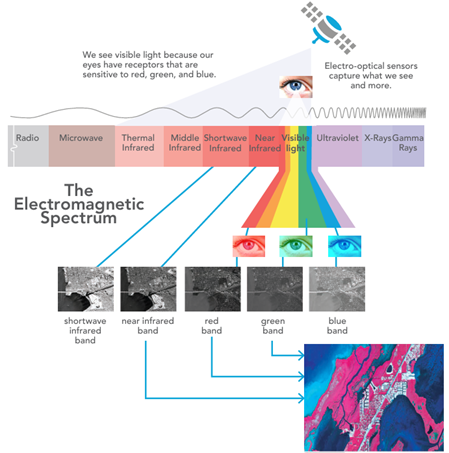 We see visible light because our
eyes have receptors that are
sensitive to red, green, and blue.
Electro-optical sensors
capture what we see
and more.
Radio
Microwave
Thermal
Infrared
Middle
Infrared
Shortwave
Infrared
Near
Infrared
Visible
light
Ultraviolet
X-Rays
Gamma
Rays
The
Electromagnetic
Spectrum
shortwave
infrared
band
near infrared
band
red
band
green
band
blue
band